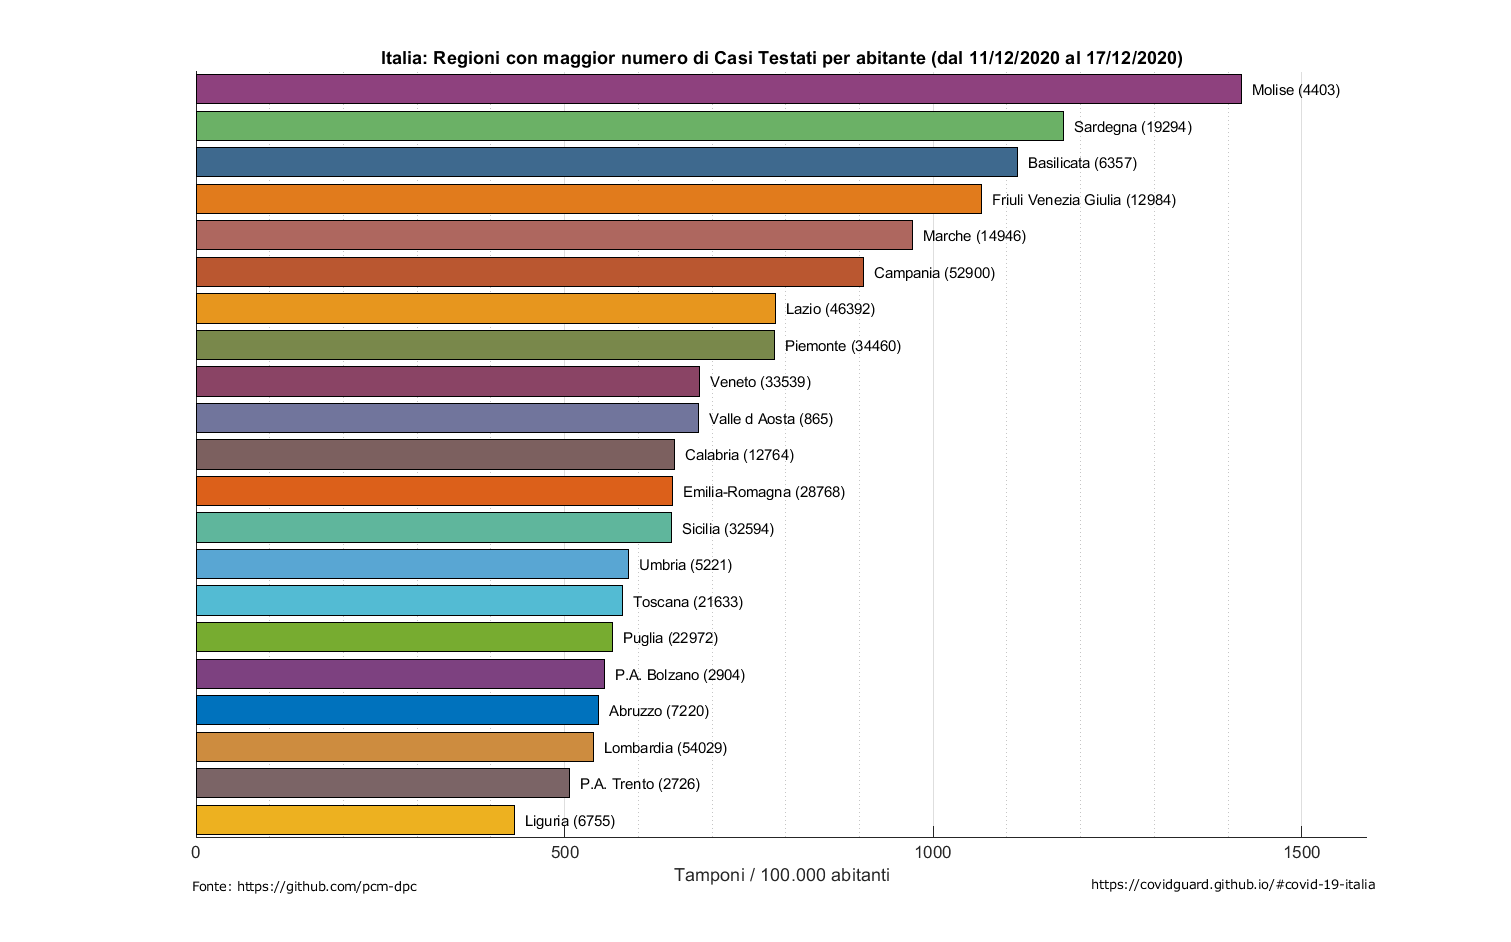 Italia: Regioni con maggior numero di Casi Testati per abitante (dal 11/12/2020 al 17/12/2020)
Molise (4403)
Sardegna (19294)
Basilicata (6357)
Friuli Venezia Giulia (12984)
Marche (14946)
Campania (52900)
Lazio (46392)
Piemonte (34460)
Veneto (33539)
Valle d Aosta (865)
Calabria (12764)
Emilia-Romagna (28768)
Sicilia (32594)
Umbria (5221)
Toscana (21633)
Puglia (22972)
P.A. Bolzano (2904)
Abruzzo (7220)
Lombardia (54029)
P.A. Trento (2726)
Liguria (6755)
0 500 1000 1500
Tamponi / 100.000 abitanti
Fonte: https://github.com/pcm-dpc
https://covidguard.github.io/#covid-19-italia